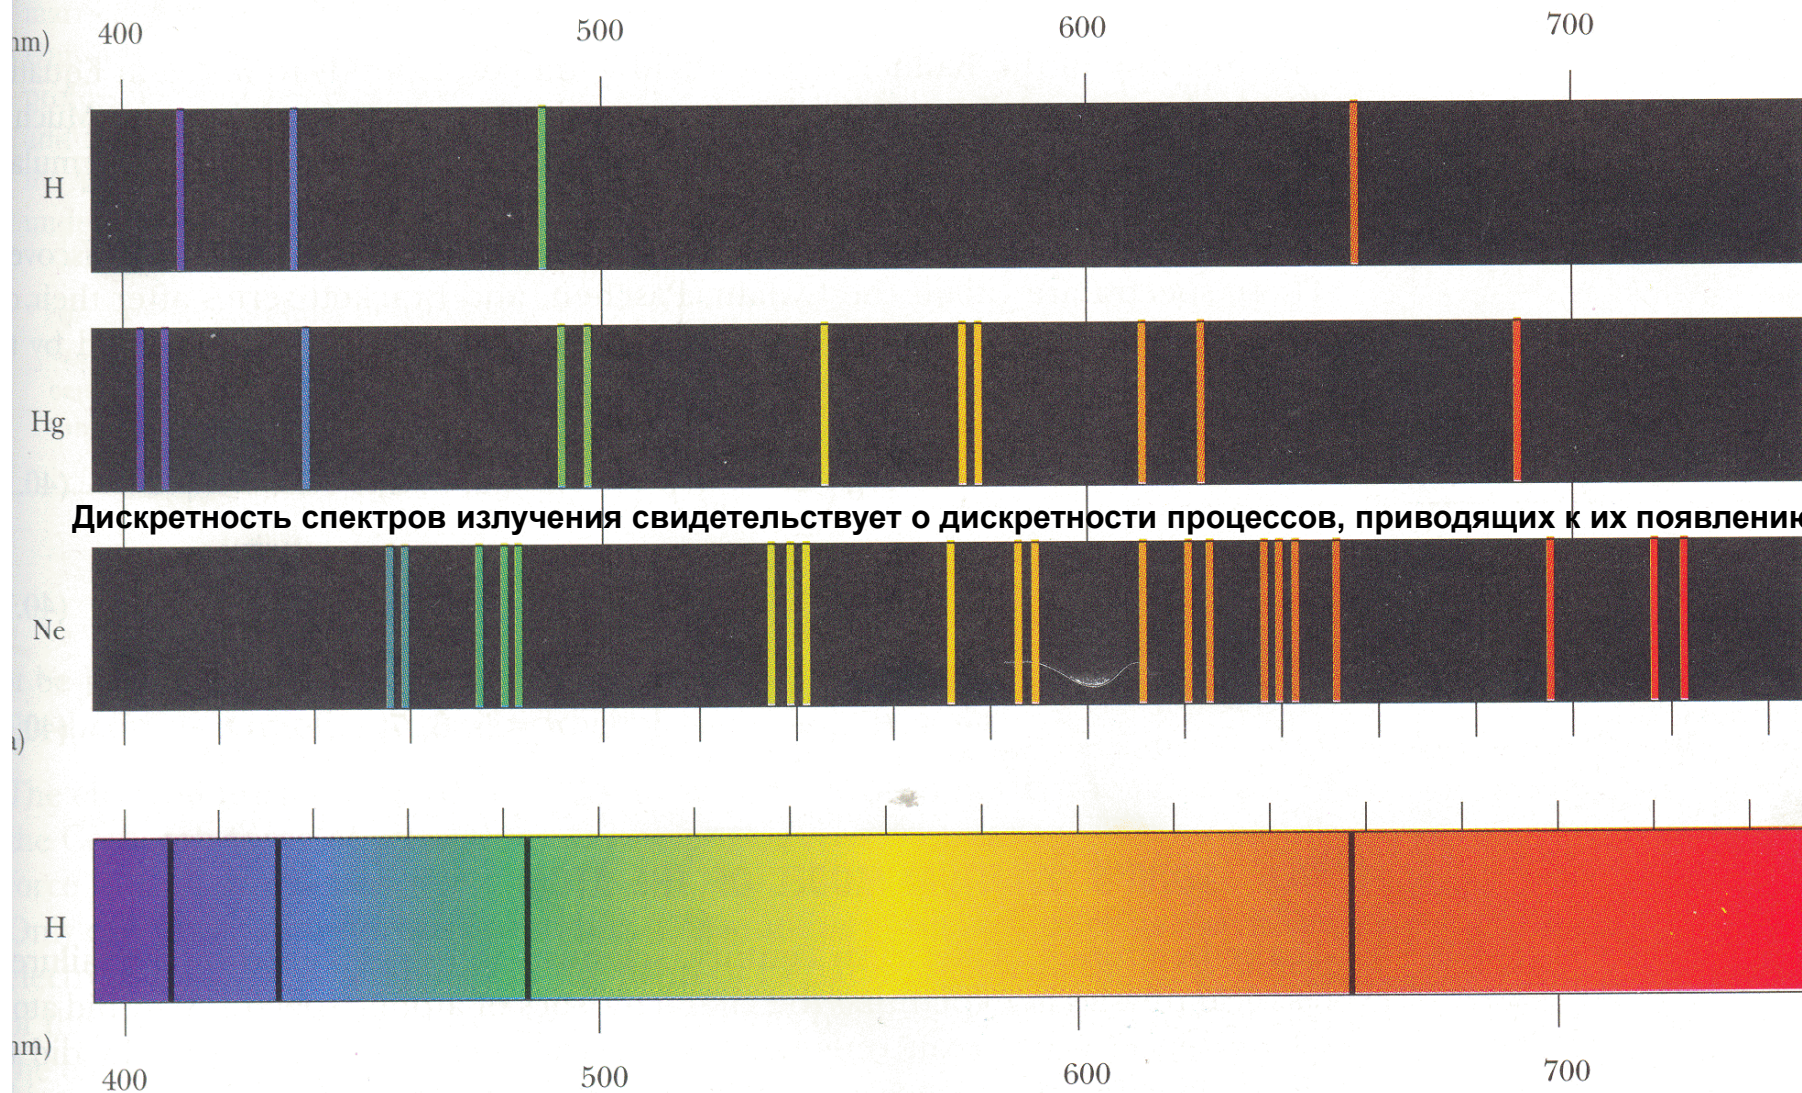 400 500 600 700
nm)
H
Hg
Дискретность спектров излучения свидетельствует о дискретности процессов, приводящих к их появлению
Ne
a)
H
nm)
400 500 600 700